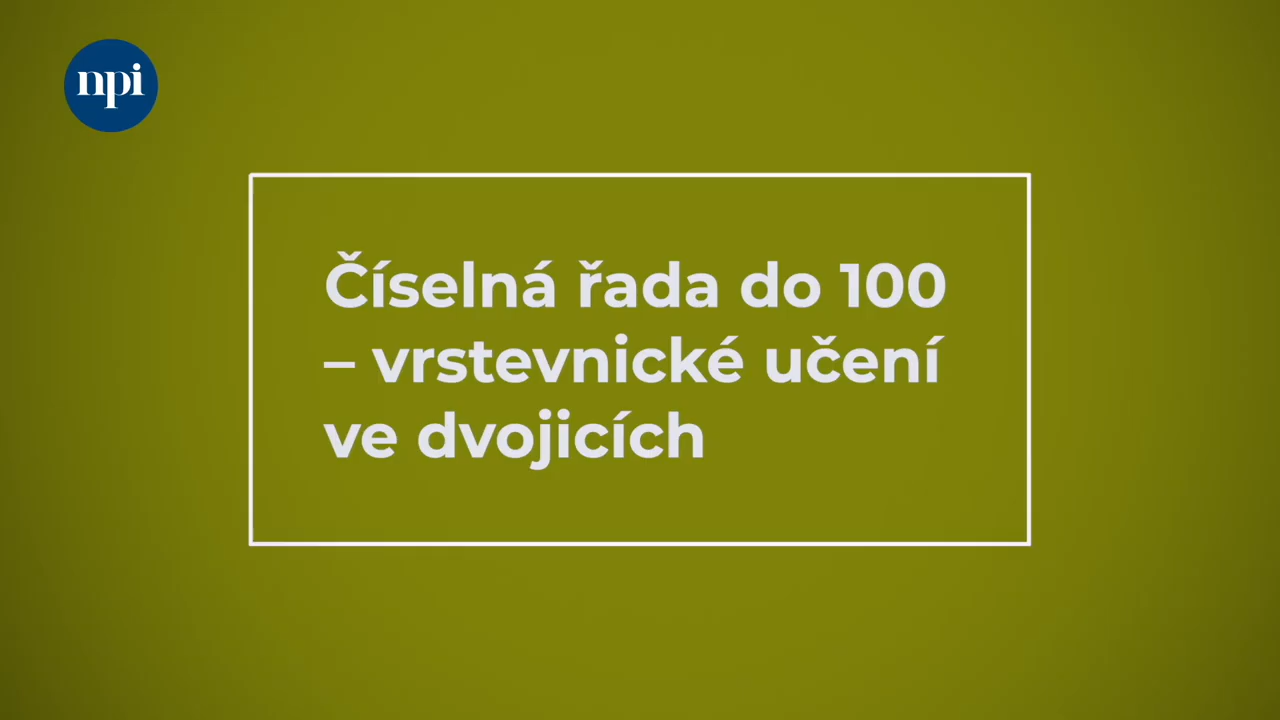 npi
Číselná řada do 100
– vrstevnické učení
ve dvojicích